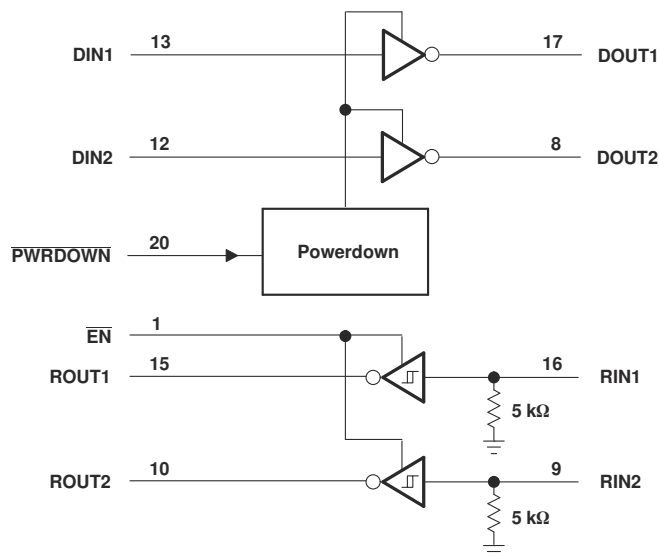 DIN1 13 17 DOUT1
DIN2 12 8 DOUT2
PWRDOWN 20 Powerdown
EN 1
ROUT1 15 16 RIN1
5 kΩ
ROUT2 10 9 RIN2
5 kΩ